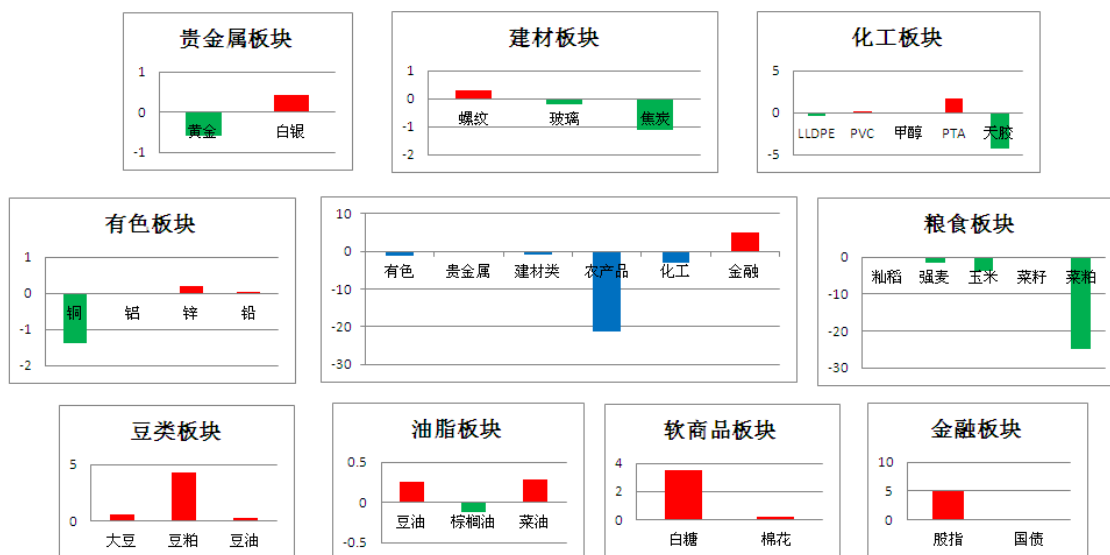 贵金属板块
1
0
-1
黄金 白银
建材板块
1
0
-1
-2
螺纹 玻璃 焦炭
化工板块
5
0
-5
LLDPE PVC 甲醇 PTA 天胶
有色板块
1
0
-1
-2
铜 铝 锌 铅
10
0
-10
-20
-30
有色 贵金属 建材类 农产品 化工 金融
粮食板块
0
-10
-20
-30
籼稻 强麦 玉米 菜籽 菜粕
豆类板块
5
0
大豆 豆粕 豆油
油脂板块
0.5
0
-0.5
豆油 棕榈油 菜油
软商品板块
4
2
0
白糖 棉花
金融板块
10
5
0
股指 国债